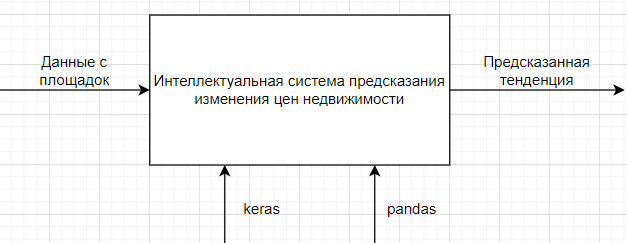 Данные с
площадок
Интеллектуальная система предсказания
изменения цен недвижимости
Предсказанная
тенденция
keras
pandas